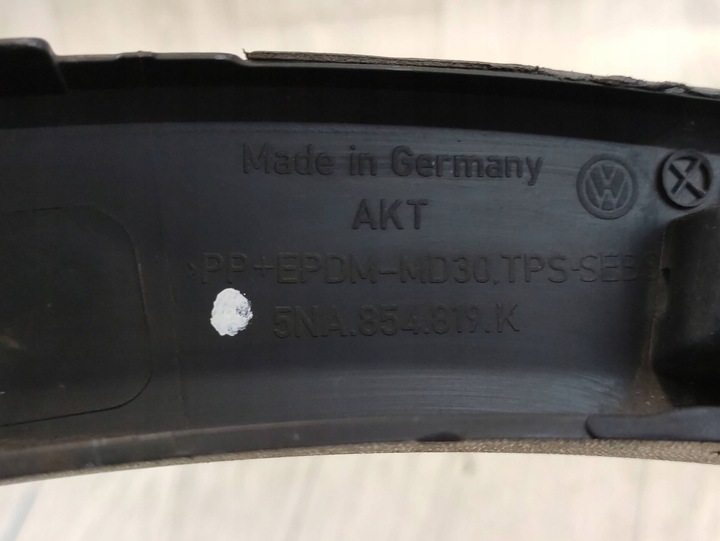 Made in Germany
AKT
>PP+EPDM-MD30,TPS-SEBS
5NA.854.819.K